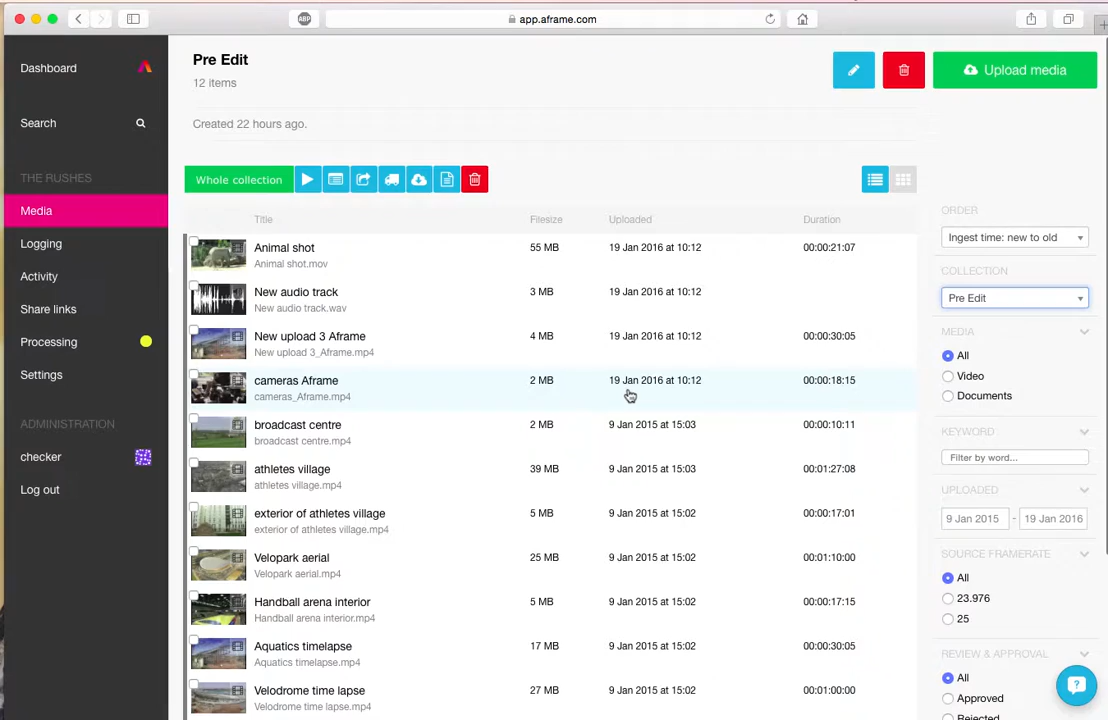 ABP
app.aframe.com
Dashboard
Search
THE RUSHES
Media
Logging
Activity
Share links
Processing
Settings
ADMINISTRATION
checker
Log out
Pre Edit
12 items
Upload media
Created 22 hours ago.
Whole collection
Title Filesize Uploaded Duration
Animal shot 55 MB 19 Jan 2016 at 10:12 00:00:21:07
Animal shot.mov
New audio track 3 MB 19 Jan 2016 at 10:12
New audio track.wav
New upload 3 Aframe 4 MB 19 Jan 2016 at 10:12 00:00:30:05
New upload 3_Aframe.mp4
cameras Aframe 2 MB 19 Jan 2016 at 10:12 00:00:18:15
cameras_Aframe.mp4
broadcast centre 2 MB 9 Jan 2015 at 15:03 00:00:10:11
broadcast centre.mp4
athletes village 39 MB 9 Jan 2015 at 15:03 00:01:27:08
athletes village.mp4
exterior of athletes village 5 MB 9 Jan 2015 at 15:02 00:00:17:01
exterior of athletes village.mp4
Velopark aerial 25 MB 9 Jan 2015 at 15:02 00:01:10:00
Velopark aerial.mp4
Handball arena interior 5 MB 9 Jan 2015 at 15:02 00:00:17:15
Handball arena interior.mp4
Aquatics timelapse 17 MB 9 Jan 2015 at 15:02 00:00:30:05
Aquatics timelapse.mp4
Velodrome time lapse 27 MB 9 Jan 2015 at 15:02 00:01:00:00
Velodrome time lapse.mp4
ORDER
Ingest time: new to old
COLLECTION
Pre Edit
MEDIA
All
Video
Documents
KEYWORD
Filter by word...
UPLOADED
9 Jan 2015 - 19 Jan 2016
SOURCE FRAMERATE
All
23.976
25
REVIEW & APPROVAL
All
Approved
Rejected